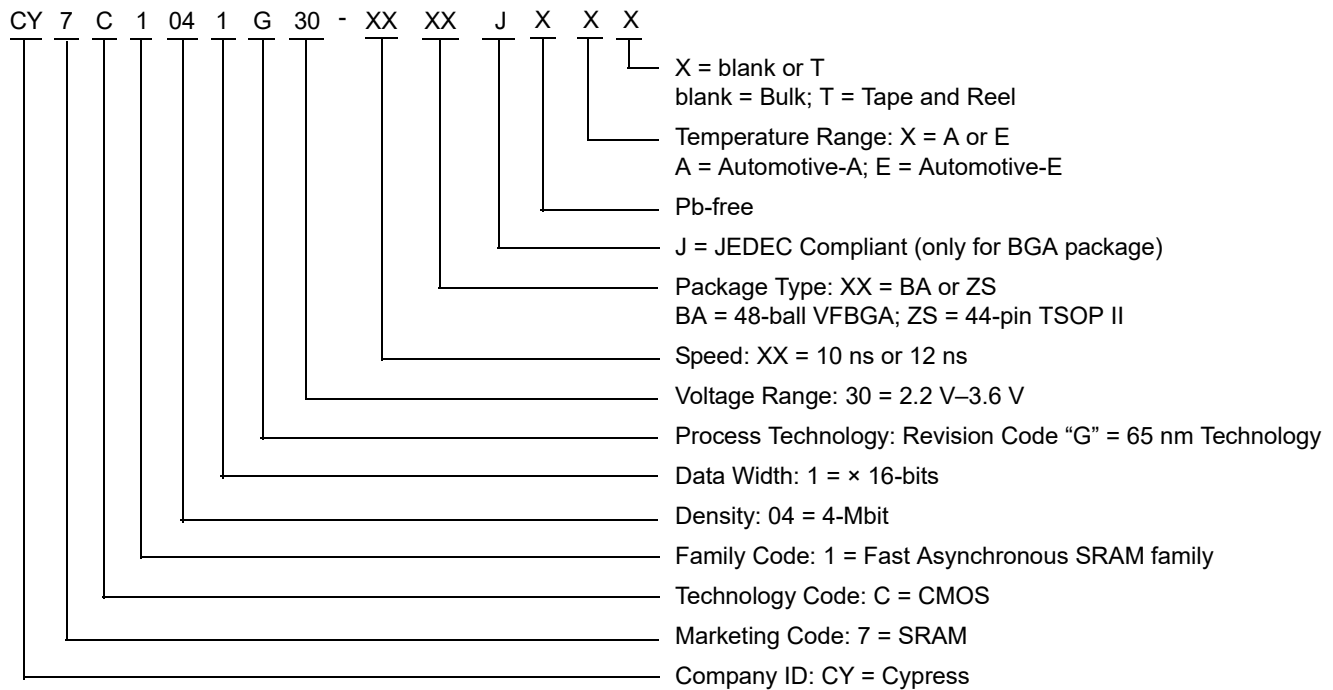 CY 7 C 1 04 1 G 30 - XX XX J X X X
X = blank or T
blank = Bulk; T = Tape and Reel
Temperature Range: X = A or E
A = Automotive-A; E = Automotive-E
Pb-free
J = JEDEC Compliant (only for BGA package)
Package Type: XX = BA or ZS
BA = 48-ball VFBGA; ZS = 44-pin TSOP II
Speed: XX = 10 ns or 12 ns
Voltage Range: 30 = 2.2 V–3.6 V
Process Technology: Revision Code “G” = 65 nm Technology
Data Width: 1 = × 16-bits
Density: 04 = 4-Mbit
Family Code: 1 = Fast Asynchronous SRAM family
Technology Code: C = CMOS
Marketing Code: 7 = SRAM
Company ID: CY = Cypress